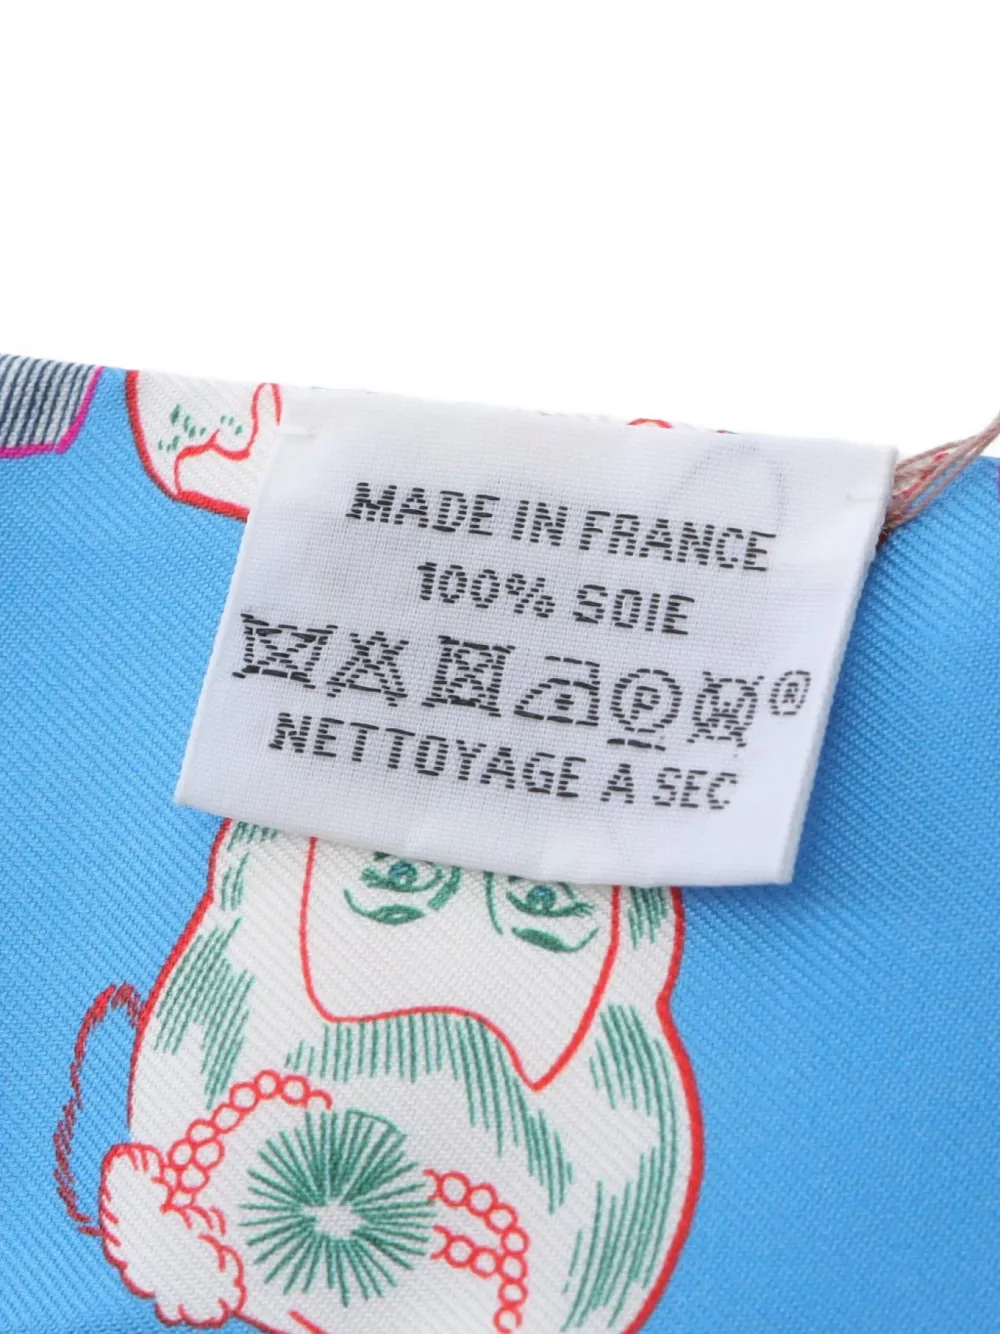 MADE IN FRANCE
100% SOIE
P ®
NETTOYAGE A SEC